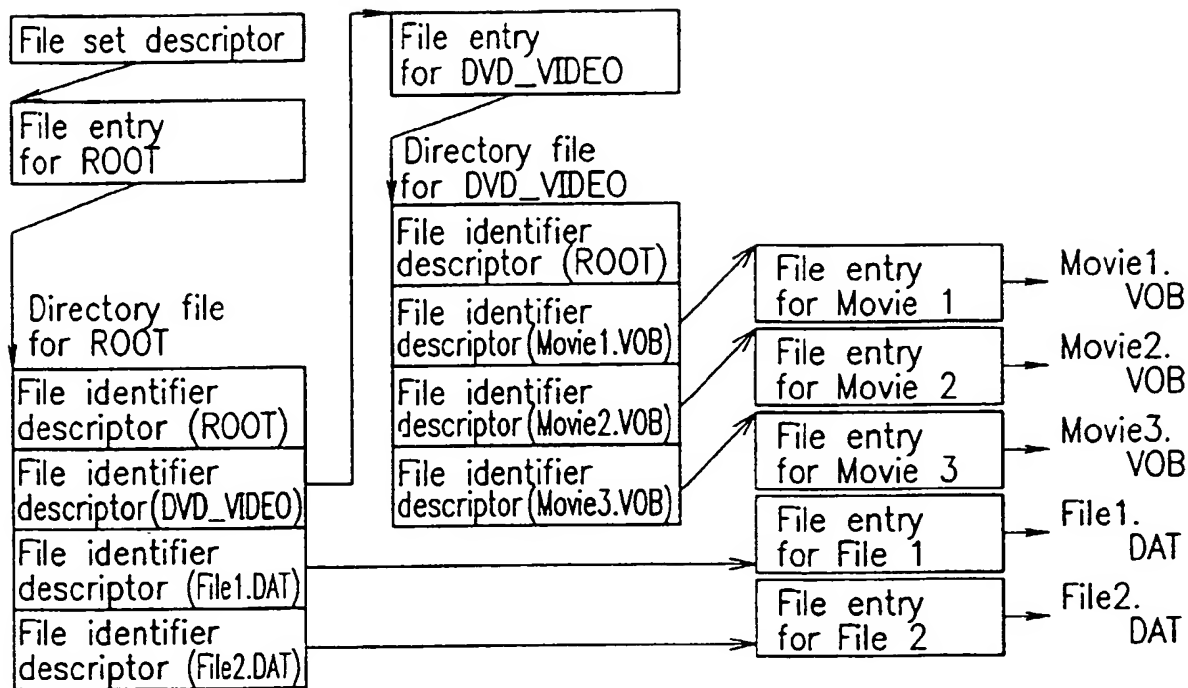 File set descriptor
File entry
for ROOT
Directory file
for ROOT
File identifier
descriptor (ROOT)
File identifier
descriptor(DVD_VIDEO)
File identifier
descriptor (File1.DAT)
File identifier
descriptor (File2.DAT)
File entry
for DVD_VIDEO
Directory file
for DVD_VIDEO
File identifier
descriptor (ROOT)
File identifier
descriptor(Movie1.VOB)
File identifier
descriptor(Movie2.VOB)
File identifier
descriptor(Movie3.VOB)
File entry
for Movie 1
Movie1.
VOB
File entry
for Movie 2
Movie2.
VOB
File entry
for Movie 3
Movie3.
VOB
File entry
for File 1
File1.
DAT
File entry
for File 2
File2.
DAT